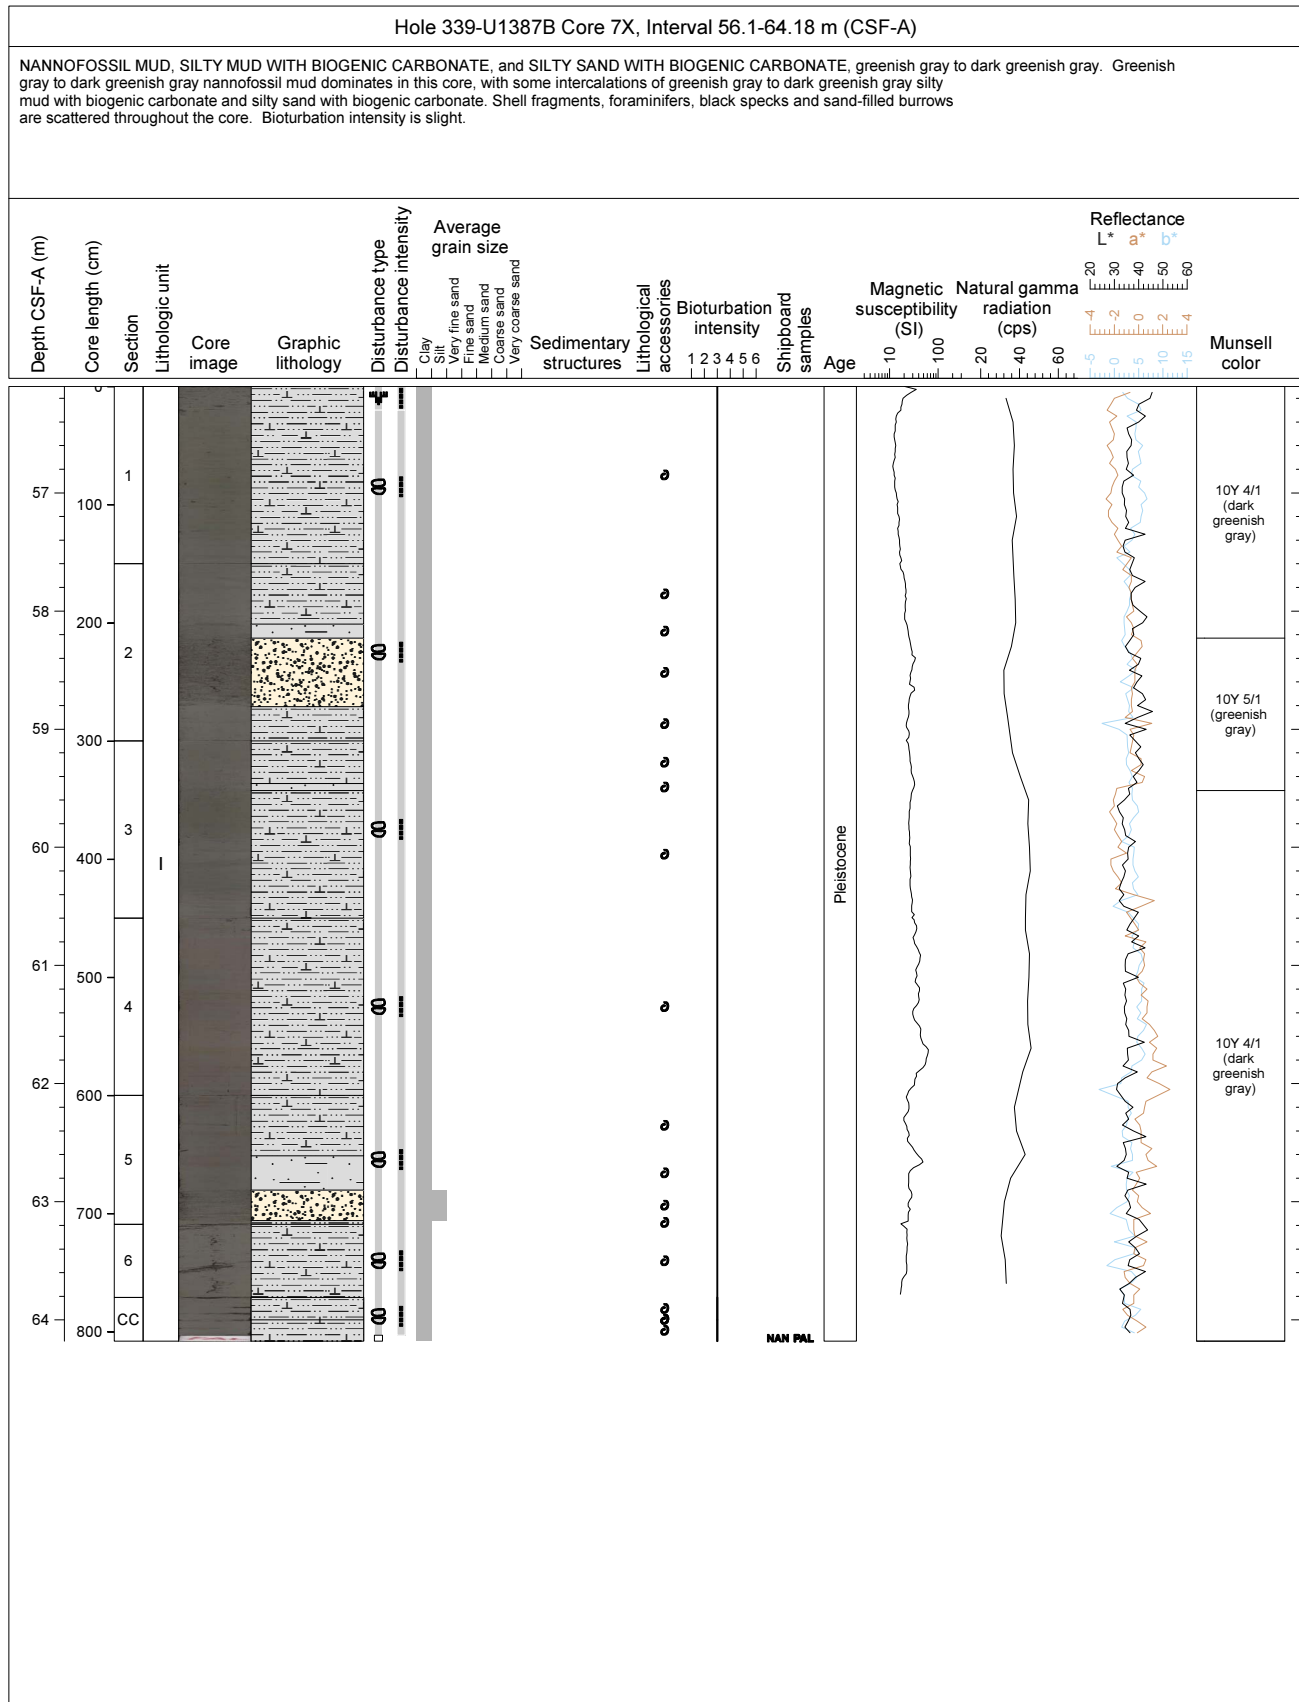 Hole 339-U1387B Core 7X, Interval 56.1-64.18 m (CSF-A)
NANNOFOSSIL MUD, SILTY MUD WITH BIOGENIC CARBONATE, and SILTY SAND WITH BIOGENIC CARBONATE, greenish gray to dark greenish gray.  Greenish
gray to dark greenish gray nannofossil mud dominates in this core, with some intercalations of greenish gray to dark greenish gray silty
mud with biogenic carbonate and silty sand with biogenic carbonate. Shell fragments, foraminifers, black specks and sand-filled burrows
are scattered throughout the core.  Bioturbation intensity is slight.
Depth CSF-A (m)
Core length (cm)
Section
Lithologic unit
Core
image
Graphic
lithology
Disturbance type
Disturbance intensity
Average
grain size
Clay
Silt
Very fine sand
Fine sand
Medium sand
Coarse sand
Very coarse sand
Sedimentary
structures
Lithological
accessories
Bioturbation
intensity
1 2 3 4 5 6
Shipboard
samples
Age
Magnetic
susceptibility
(SI)
10 100
Natural gamma
radiation
(cps)
20 40 60
Reflectance
L* a* b*
20 30 40 50 60
-4 -2 0 2 4
-5 0 5 10 15
Munsell
color
57
58
59
60
61
62
63
64
0
100
200
300
400
500
600
700
800
1
2
3
4
5
6
CC
I
NAN PAL
Pleistocene
10Y 4/1
(dark
greenish
gray)
10Y 5/1
(greenish
gray)
10Y 4/1
(dark
greenish
gray)